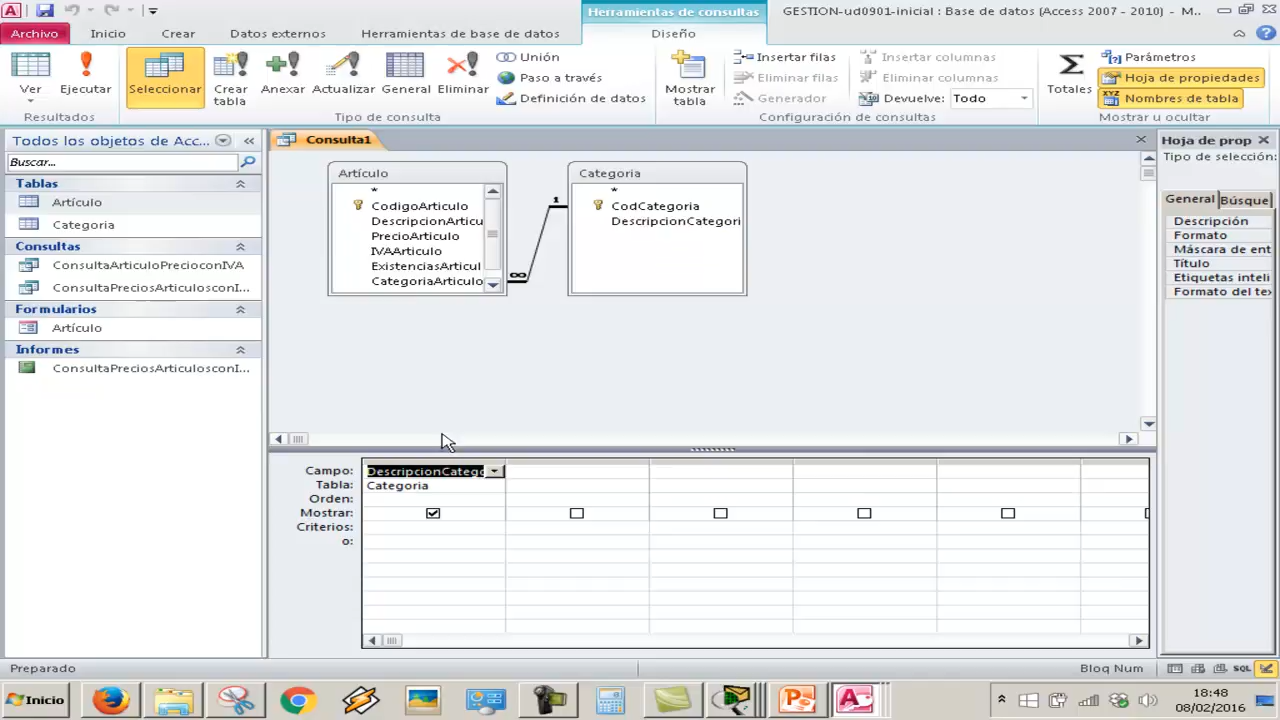 Herramientas de consultas
GESTION-ud0901-inicial : Base de datos (Access 2007 - 2010) - M...
Archivo Inicio Crear Datos externos Herramientas de base de datos Diseño
Ver Ejecutar Seleccionar Crear tabla Anexar Actualizar General Eliminar
Unión
Paso a través
Definición de datos
Mostrar tabla
Insertar filas
Eliminar filas
Generador
Insertar columnas
Eliminar columnas
Devuelve: Todo
Totales
Parámetros
Hoja de propiedades
Nombres de tabla
Resultados Tipo de consulta Configuración de consultas Mostrar u ocultar
Todos los objetos de Acc...
Buscar...
Tablas
Artículo
Categoria
Consultas
ConsultaArticuloPrecioconIVA
ConsultaPreciosArticulosconI...
Formularios
Artículo
Informes
ConsultaPreciosArticulosconI...
Consulta1
Artículo
*
CodigoArticulo
DescripcionArticu
PrecioArticulo
IVAArticulo
ExistenciasArticul
CategoriaArticulo
1
∞
Categoria
*
CodCategoria
DescripcionCategori
Campo: DescripcionCatego
Tabla: Categoria
Orden:
Mostrar:
Criterios:
o:
Hoja de prop
Tipo de selección:
General Búsque
Descripción
Formato
Máscara de ent
Título
Etiquetas inteli
Formato del tex
Preparado
Bloq Num
SQL
Inicio
18:48
08/02/2016